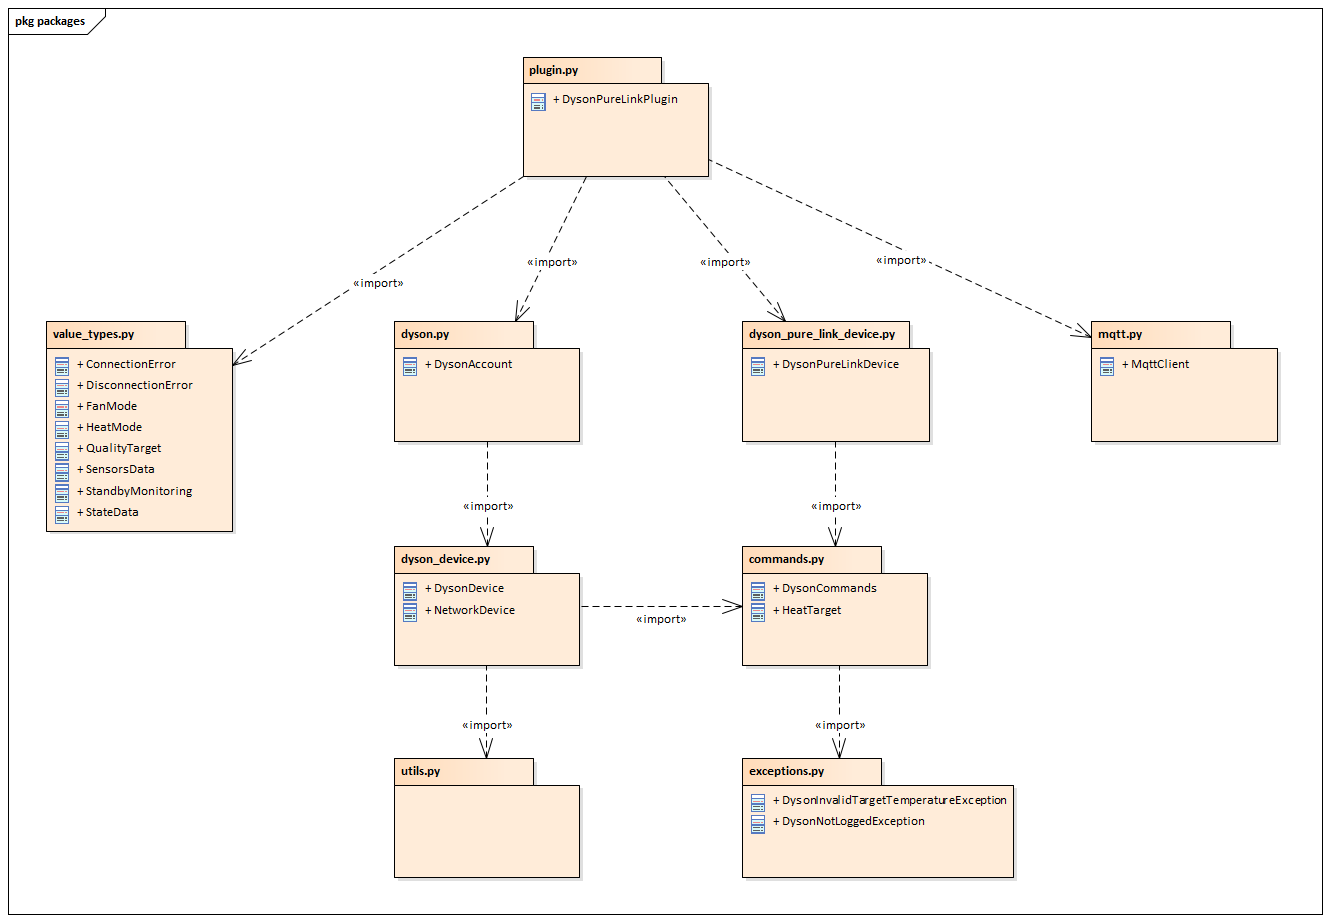 pkg packages
plugin.py
+ DysonPureLinkPlugin
«import»
«import»
«import»
«import»
value_types.py
+ ConnectionError
+ DisconnectionError
+ FanMode
+ HeatMode
+ QualityTarget
+ SensorsData
+ StandbyMonitoring
+ StateData
dyson.py
+ DysonAccount
dyson_pure_link_device.py
+ DysonPureLinkDevice
mqtt.py
+ MqttClient
«import»
«import»
dyson_device.py
+ DysonDevice
+ NetworkDevice
«import»
commands.py
+ DysonCommands
+ HeatTarget
«import»
«import»
utils.py
exceptions.py
+ DysonInvalidTargetTemperatureException
+ DysonNotLoggedException